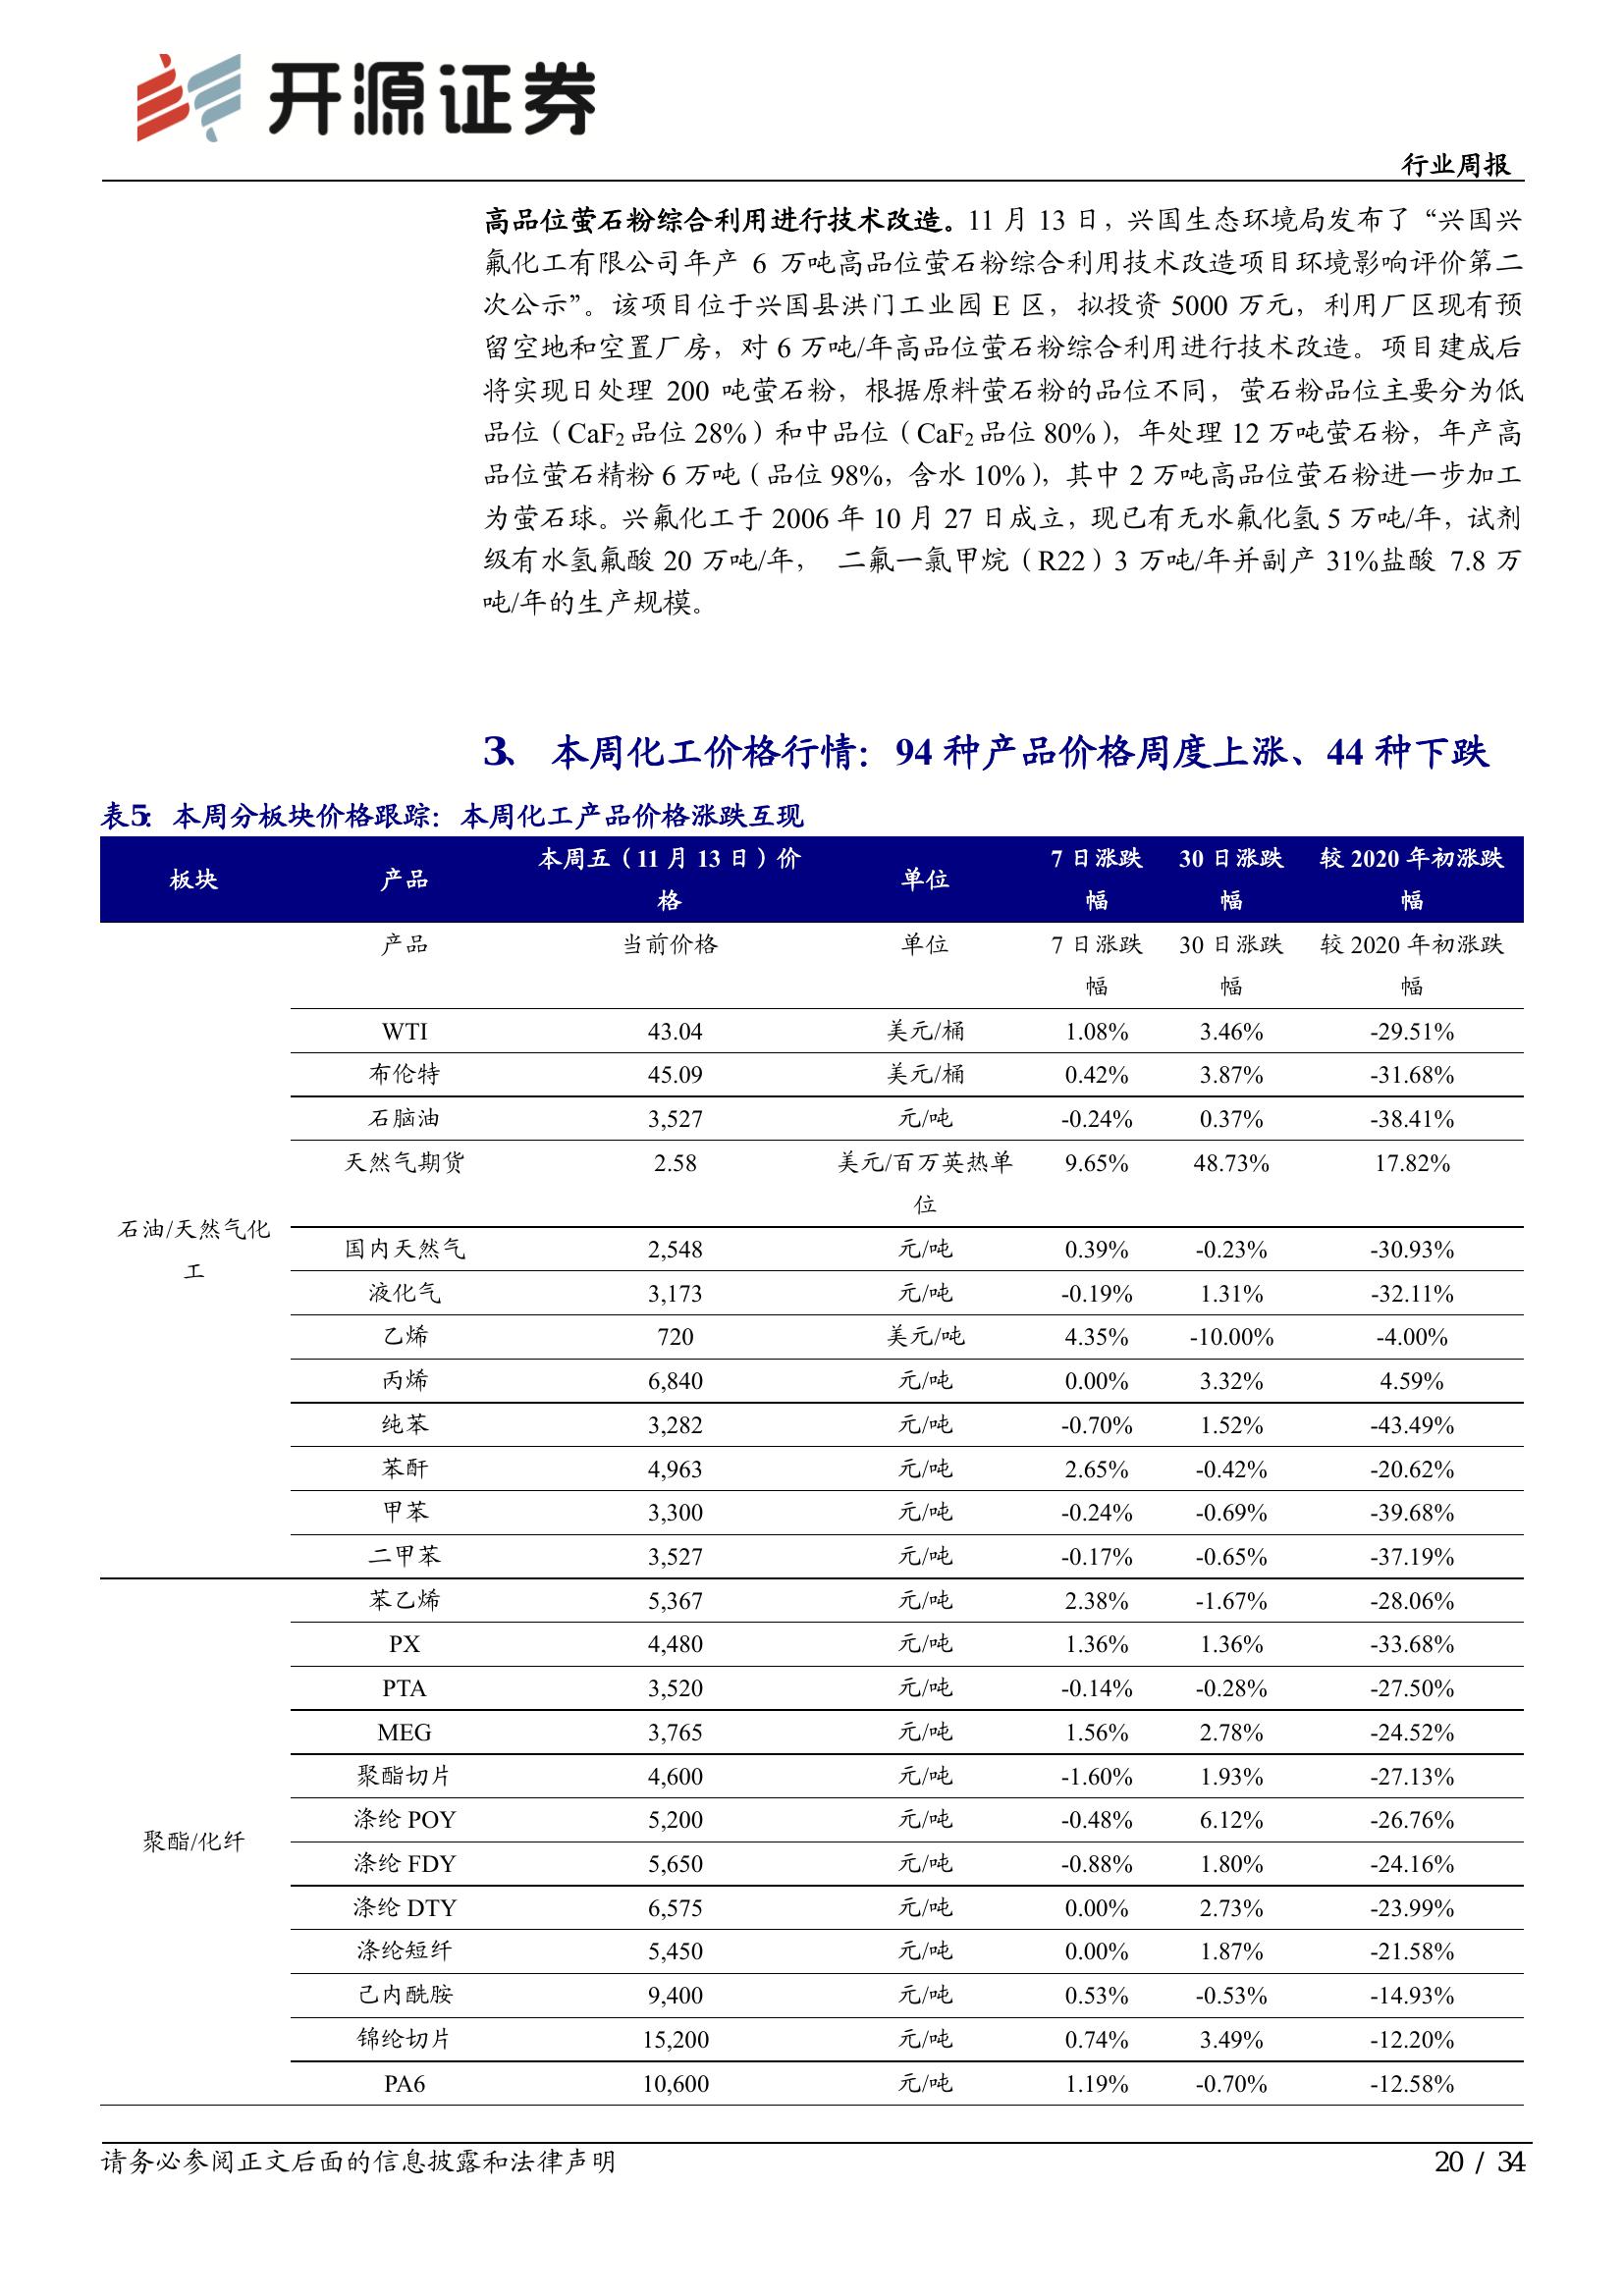 开源证券
行业周报
高品位萤石粉综合利用进行技术改造。11 月 13 日，兴国生态环境局发布了“兴国兴
氟化工有限公司年产 6 万吨高品位萤石粉综合利用技术改造项目环境影响评价第二
次公示”。该项目位于兴国县洪门工业园 E 区，拟投资 5000 万元，利用厂区现有预
留空地和空置厂房，对 6 万吨/年高品位萤石粉综合利用进行技术改造。项目建成后
将实现日处理 200 吨萤石粉，根据原料萤石粉的品位不同，萤石粉品位主要分为低
品位（CaF₂品位 28%）和中品位（CaF₂品位 80%），年处理 12 万吨萤石粉，年产高
品位萤石精粉 6 万吨（品位 98%，含水 10%），其中 2 万吨高品位萤石粉进一步加工
为萤石球。兴氟化工于 2006 年 10 月 27 日成立，现已有无水氟化氢 5 万吨/年，试剂
级有水氢氟酸 20 万吨/年， 二氟一氯甲烷（R22）3 万吨/年并副产 31%盐酸 7.8 万
吨/年的生产规模。
3、 本周化工价格行情：94 种产品价格周度上涨、44 种下跌
表5： 本周分板块价格跟踪：本周化工产品价格涨跌互现
板块 产品 本周五（11 月 13 日）价格 单位 7 日涨跌幅 30 日涨跌幅 较 2020 年初涨跌幅
产品 当前价格 单位 7 日涨跌幅 30 日涨跌幅 较 2020 年初涨跌幅
石油/天然气化工
WTI 43.04 美元/桶 1.08% 3.46% -29.51%
布伦特 45.09 美元/桶 0.42% 3.87% -31.68%
石脑油 3,527 元/吨 -0.24% 0.37% -38.41%
天然气期货 2.58 美元/百万英热单位 9.65% 48.73% 17.82%
国内天然气 2,548 元/吨 0.39% -0.23% -30.93%
液化气 3,173 元/吨 -0.19% 1.31% -32.11%
乙烯 720 美元/吨 4.35% -10.00% -4.00%
丙烯 6,840 元/吨 0.00% 3.32% 4.59%
纯苯 3,282 元/吨 -0.70% 1.52% -43.49%
苯酐 4,963 元/吨 2.65% -0.42% -20.62%
甲苯 3,300 元/吨 -0.24% -0.69% -39.68%
二甲苯 3,527 元/吨 -0.17% -0.65% -37.19%
聚酯/化纤
苯乙烯 5,367 元/吨 2.38% -1.67% -28.06%
PX 4,480 元/吨 1.36% 1.36% -33.68%
PTA 3,520 元/吨 -0.14% -0.28% -27.50%
MEG 3,765 元/吨 1.56% 2.78% -24.52%
聚酯切片 4,600 元/吨 -1.60% 1.93% -27.13%
涤纶 POY 5,200 元/吨 -0.48% 6.12% -26.76%
涤纶 FDY 5,650 元/吨 -0.88% 1.80% -24.16%
涤纶 DTY 6,575 元/吨 0.00% 2.73% -23.99%
涤纶短纤 5,450 元/吨 0.00% 1.87% -21.58%
己内酰胺 9,400 元/吨 0.53% -0.53% -14.93%
锦纶切片 15,200 元/吨 0.74% 3.49% -12.20%
PA6 10,600 元/吨 1.19% -0.70% -12.58%
请务必参阅正文后面的信息披露和法律声明
20 / 34